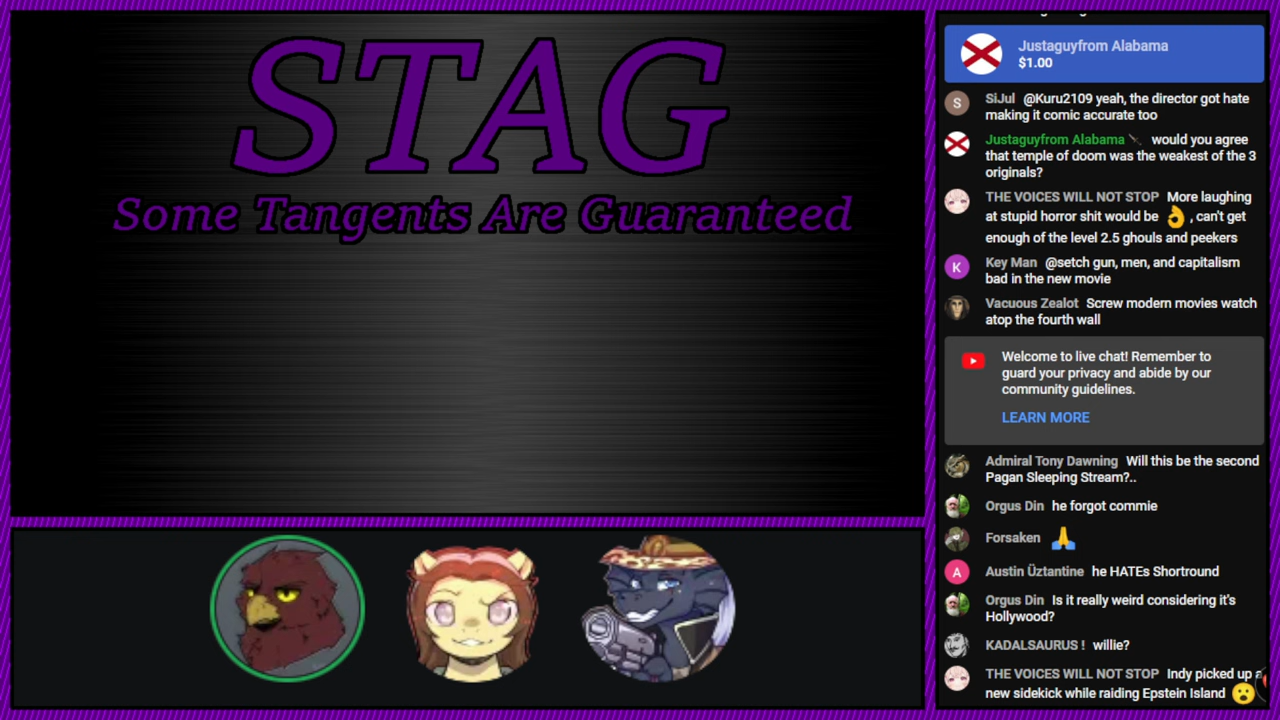 STAG
Some Tangents Are Guaranteed
Justaguyfrom Alabama
$1.00
S
SiJul @Kuru2109 yeah, the director got hate
making it comic accurate too
Justaguyfrom Alabama would you agree
that temple of doom was the weakest of the 3
originals?
THE VOICES WILL NOT STOP More laughing
at stupid horror shit would be 👌 , can't get
enough of the level 2.5 ghouls and peekers
K
Key Man @setch gun, men, and capitalism
bad in the new movie
Vacuous Zealot Screw modern movies watch
atop the fourth wall
Welcome to live chat! Remember to
guard your privacy and abide by our
community guidelines.
LEARN MORE
Admiral Tony Dawning Will this be the second
Pagan Sleeping Stream?..
Orgus Din he forgot commie
Forsaken 🙏
A
Austin Üztantine he HATEs Shortround
Orgus Din Is it really weird considering it's
Hollywood?
KADALSAURUS ! willie?
THE VOICES WILL NOT STOP Indy picked up a
new sidekick while raiding Epstein Island 😮